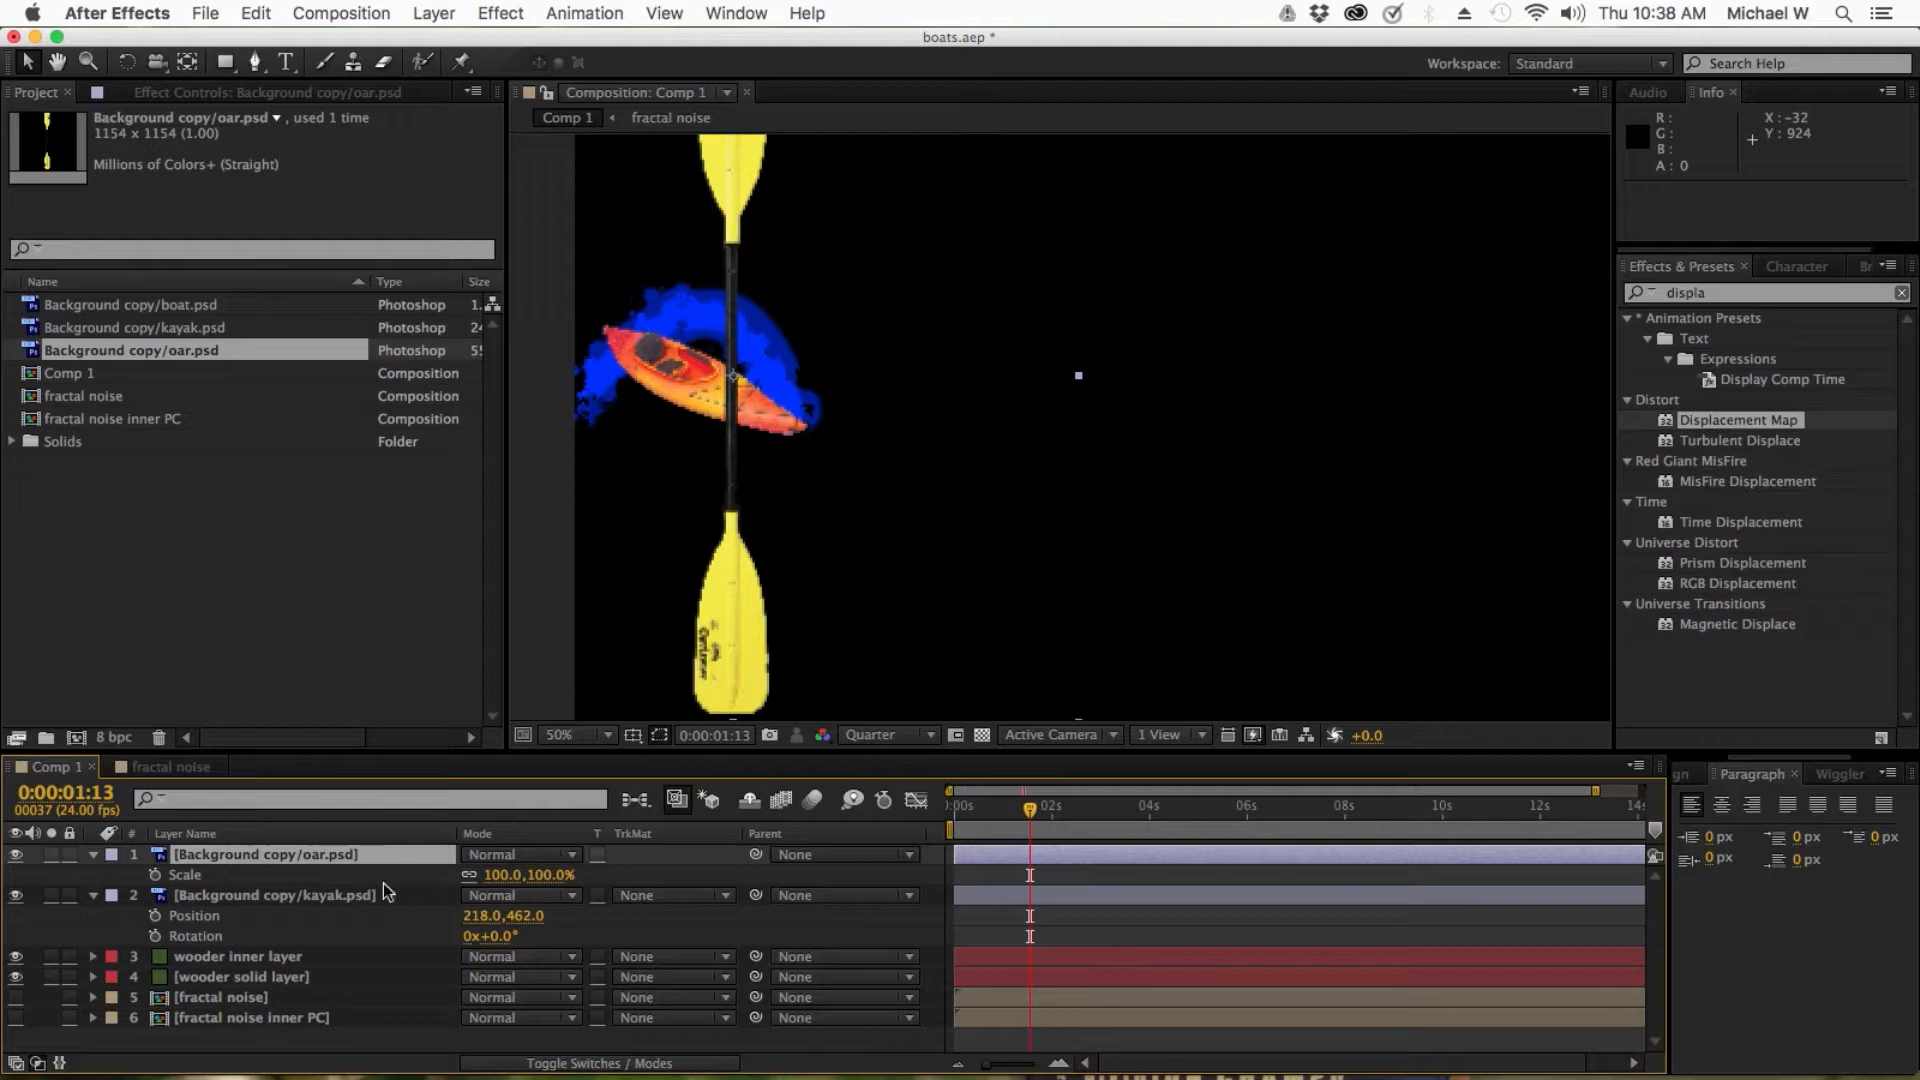 After Effects File Edit Composition Layer Effect Animation View Window Help Thu 10:38 AM Michael W
boats.aep *
Workspace: Standard Search Help
Project × Effect Controls: Background copy/oar.psd
Composition: Comp 1 ×
Audio Info ×
Background copy/oar.psd , used 1 time
1154 x 1154 (1.00)
Millions of Colors+ (Straight)
Comp 1 fractal noise
R :
G :
B :
A : 0
X : -32
Y : 924
Name Type Size
Background copy/boat.psd Photoshop 1.
Background copy/kayak.psd Photoshop 24
Background copy/oar.psd Photoshop 55
Comp 1 Composition
fractal noise Composition
fractal noise inner PC Composition
Solids Folder
8 bpc
Effects & Presets × Character Br
displa
* Animation Presets
Text
Expressions
Display Comp Time
Distort
Displacement Map
Turbulent Displace
Red Giant MisFire
MisFire Displacement
Time
Time Displacement
Universe Distort
Prism Displacement
RGB Displacement
Universe Transitions
Magnetic Displace
50% 0:00:01:13 Quarter Active Camera 1 View +0.0
Comp 1 × fractal noise
0:00:01:13
00037 (24.00 fps)
):00s 02s 04s 06s 08s 10s 12s 14s
# Layer Name Mode T TrkMat Parent
1 [Background copy/oar.psd] Normal None
Scale 100.0,100.0%
2 [Background copy/kayak.psd] Normal None None
Position 218.0,462.0
Rotation 0x+0.0°
3 wooder inner layer Normal None None
4 [wooder solid layer] Normal None None
5 [fractal noise] Normal None None
6 [fractal noise inner PC] Normal None None
Toggle Switches / Modes
gn Paragraph × Wiggler
0 px 0 px 0 px
0 px 0 px